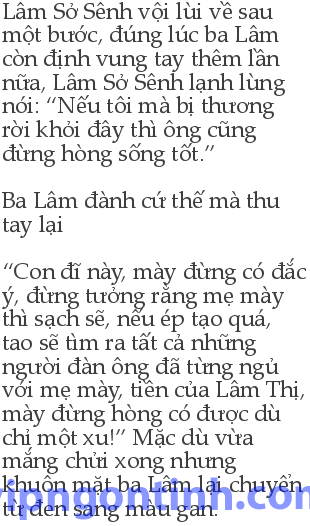 Lâm Sở Sênh vội lùi về sau
một bước, đúng lúc ba Lâm
còn định vung tay thêm lần
nữa, Lâm Sở Sênh lạnh lùng
nói: “Nếu tôi mà bị thương
rời khỏi đây thì ông cũng
đừng hòng sống tốt.”
Ba Lâm đành cứ thế mà thu
tay lại
“Con đĩ này, mày đừng có đắc
ý, đừng tưởng rằng mẹ mày
thì sạch sẽ, nếu ép tạo quá,
tao sẽ tìm ra tất cả những
người đàn ông đã từng ngủ
với mẹ mày, tiền của Lâm Thị,
mày đừng hòng có được dù
chỉ một xu!” Mặc dù vừa
mắng chửi xong nhưng
khuôn mặt ba Lâm lại chuyển
từ đen sang màu gan.
vipngontinh.com